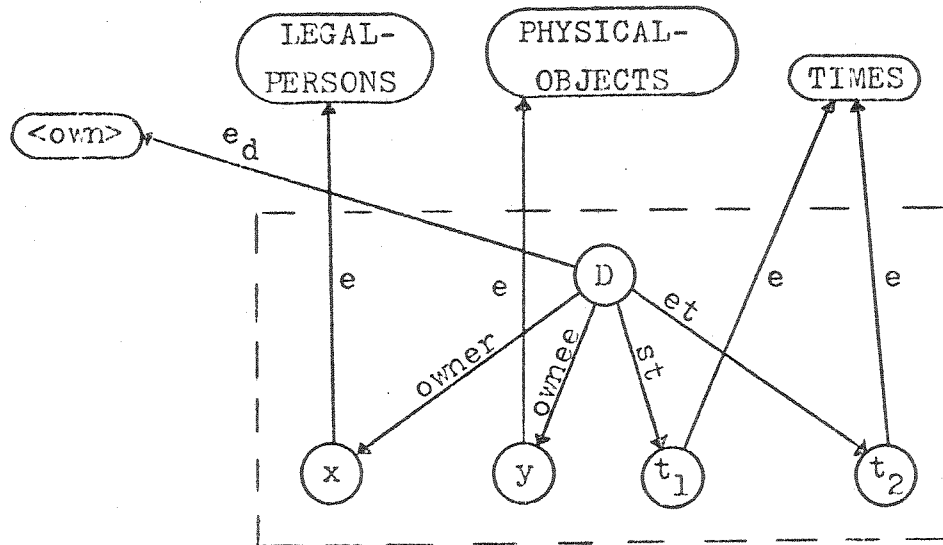 LEGAL-
PERSONS
PHYSICAL-
OBJECTS
TIMES
<own>
e_d
e
e
e
e
D
owner
ownee
st
et
x
y
t_1
t_2